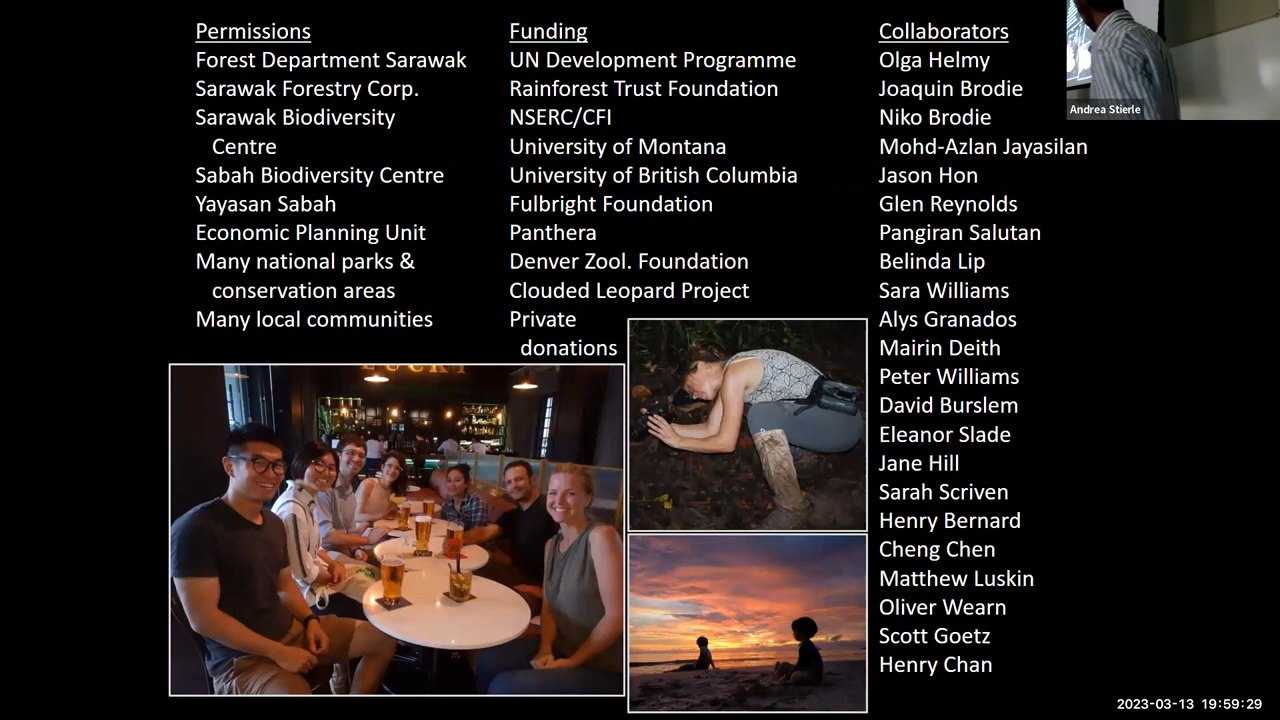 Permissions
Forest Department Sarawak
Sarawak Forestry Corp.
Sarawak Biodiversity
Centre
Sabah Biodiversity Centre
Yayasan Sabah
Economic Planning Unit
Many national parks &
conservation areas
Many local communities
Funding
UN Development Programme
Rainforest Trust Foundation
NSERC/CFI
University of Montana
University of British Columbia
Fulbright Foundation
Panthera
Denver Zool. Foundation
Clouded Leopard Project
Private
donations
Collaborators
Olga Helmy
Joaquin Brodie
Niko Brodie
Mohd-Azlan Jayasilan
Jason Hon
Glen Reynolds
Pangiran Salutan
Belinda Lip
Sara Williams
Alys Granados
Mairin Deith
Peter Williams
David Burslem
Eleanor Slade
Jane Hill
Sarah Scriven
Henry Bernard
Cheng Chen
Matthew Luskin
Oliver Wearn
Scott Goetz
Henry Chan
Andrea Stierle
LUCKY
2023-03-13 19:59:29